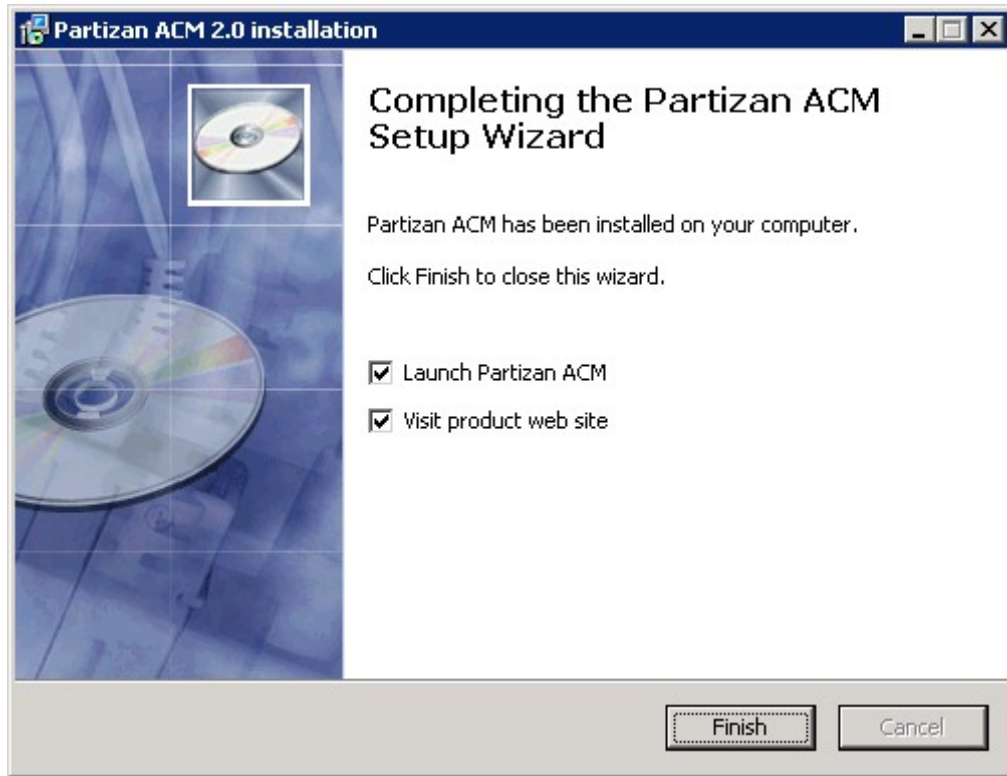 Partizan ACM 2.0 installation
Completing the Partizan ACM
Setup Wizard
Partizan ACM has been installed on your computer.
Click Finish to close this wizard.
Launch Partizan ACM
Visit product web site
Finish
Cancel